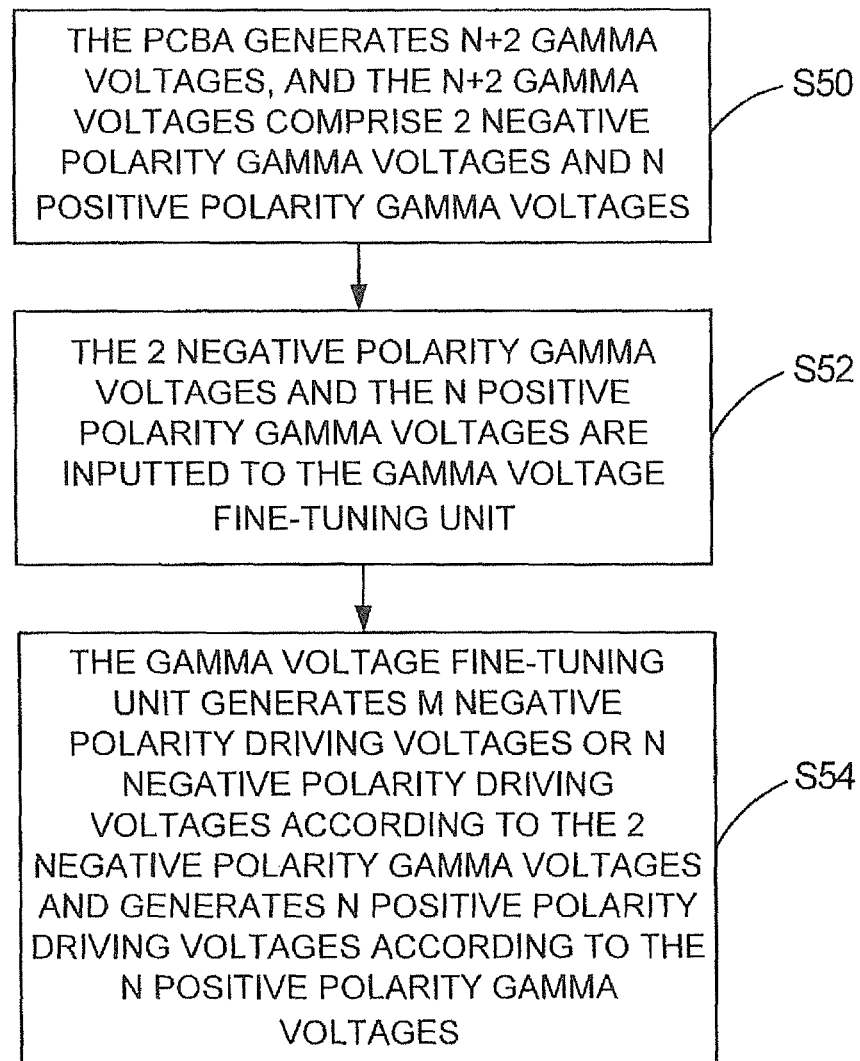 THE PCBA GENERATES N+2 GAMMA
VOLTAGES, AND THE N+2 GAMMA
VOLTAGES COMPRISE 2 NEGATIVE
POLARITY GAMMA VOLTAGES AND N
POSITIVE POLARITY GAMMA VOLTAGES
S50
THE 2 NEGATIVE POLARITY GAMMA
VOLTAGES AND THE N POSITIVE
POLARITY GAMMA VOLTAGES ARE
INPUTTED TO THE GAMMA VOLTAGE
FINE-TUNING UNIT
S52
THE GAMMA VOLTAGE FINE-TUNING
UNIT GENERATES M NEGATIVE
POLARITY DRIVING VOLTAGES OR N
NEGATIVE POLARITY DRIVING
VOLTAGES ACCORDING TO THE 2
NEGATIVE POLARITY GAMMA VOLTAGES
AND GENERATES N POSITIVE POLARITY
DRIVING VOLTAGES ACCORDING TO THE
N POSITIVE POLARITY GAMMA
VOLTAGES
S54